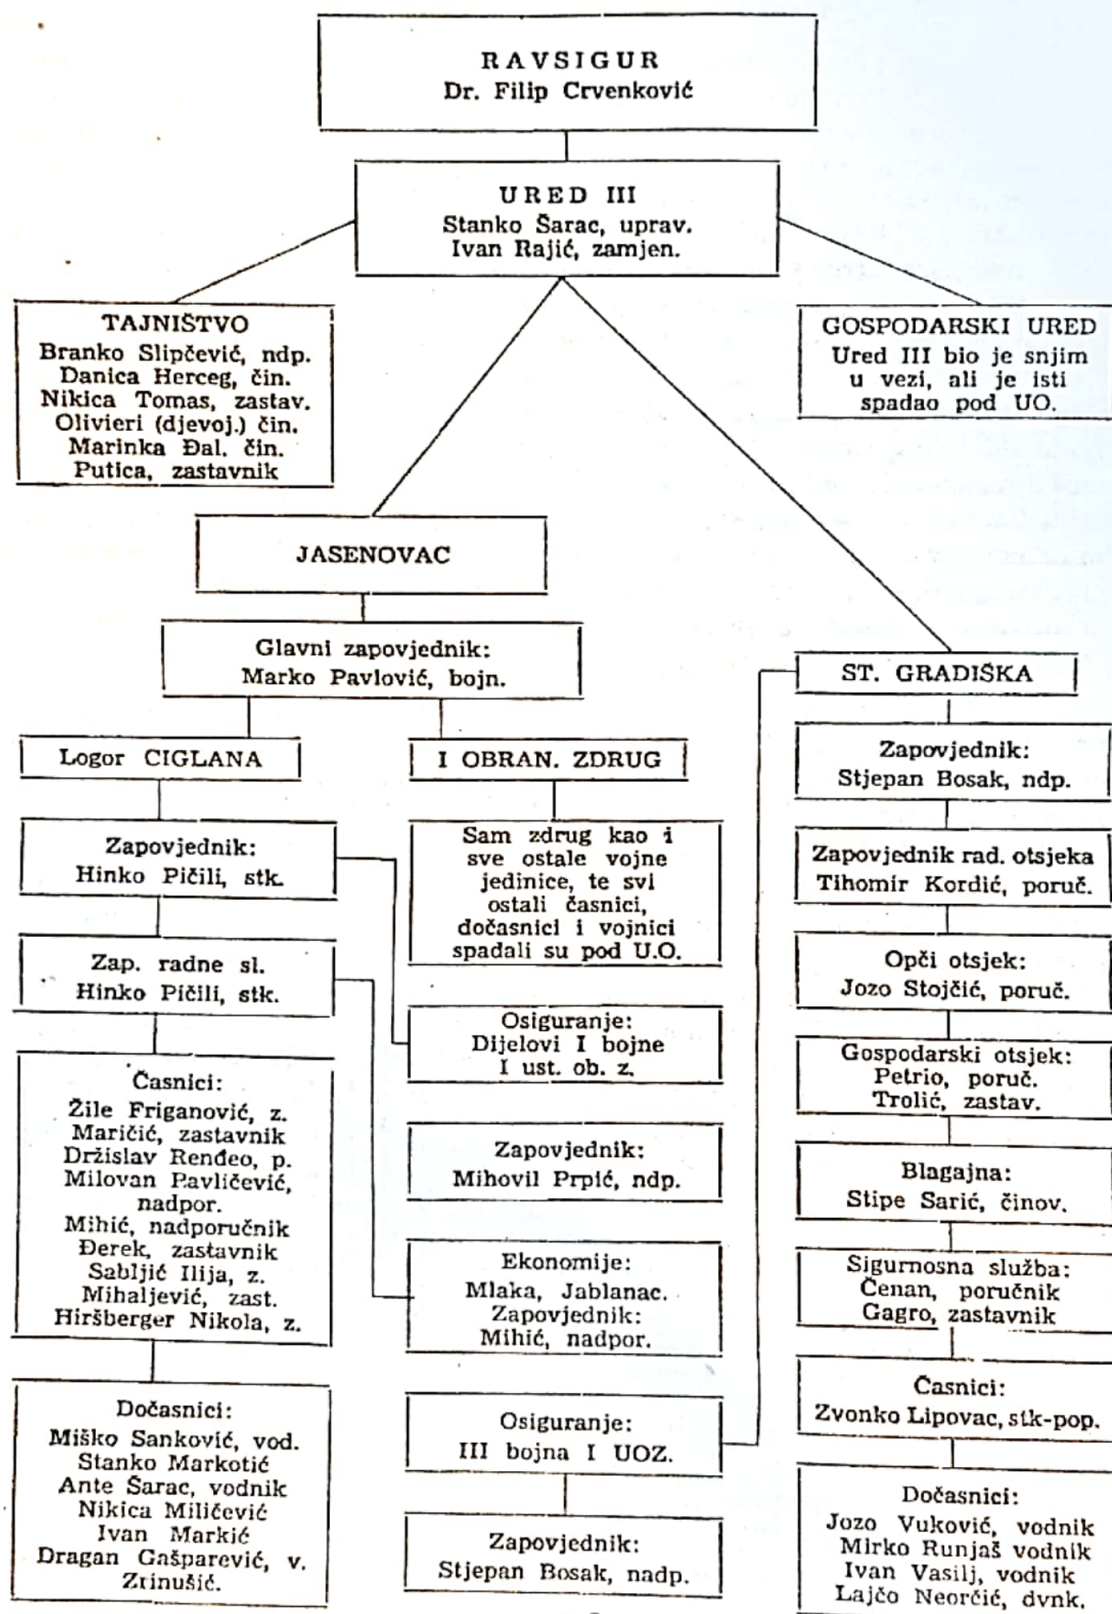 RAVSIGUR
Dr. Filip Crvenković
URED III
Stanko Šarac, uprav.
Ivan Rajić, zamjen.
TAJNIŠTVO
Branko Slipčević, ndp.
Danica Herceg, čin.
Nikica Tomas, zastav.
Olivieri (djevoj.) čin.
Marinka Đal. čin.
Putica, zastavnik
GOSPODARSKI URED
Ured III bio je snjim
u vezi, ali je isti
spadao pod UO.
JASENOVAC
Glavni zapovjednik:
Marko Pavlović, bojn.
Logor CIGLANA
Zapovjednik:
Hinko Pičili, stk.
Zap. radne sl.
Hinko Pičili, stk.
Časnici:
Žile Friganović, z.
Maričić, zastavnik
Držislav Renđeo, p.
Milovan Pavličević,
nadpor.
Mihić, nadporučnik
Đerek, zastavnik
Sabljić Ilija, z.
Mihaljević, zast.
Hiršberger Nikola, z.
Dočasnici:
Miško Sanković, vod.
Stanko Markotić
Ante Šarac, vodnik
Nikica Miličević
Ivan Markić
Dragan Gašparević, v.
Zrinušić.
I OBRAN. ZDRUG
Sam zdrug kao i
sve ostale vojne
jedinice, te svi
ostali časnici,
dočasnici i vojnici
spadali su pod U.O.
Osiguranje:
Dijelovi I bojne
I ust. ob. z.
Zapovjednik:
Mihovil Prpić, ndp.
Ekonomije:
Mlaka, Jablanac.
Zapovjednik:
Mihić, nadpor.
Osiguranje:
III bojna I UOZ.
Zapovjednik:
Stjepan Bosak, nadp.
ST. GRADIŠKA
Zapovjednik:
Stjepan Bosak, ndp.
Zapovjednik rad. otsjeka
Tihomir Kordić, poruč.
Opči otsjek:
Jozo Stojčić, poruč.
Gospodarski otsjek:
Petrio, poruč.
Trolić, zastav.
Blagajna:
Stipe Sarić, činov.
Sigurnosna služba:
Čenan, poručnik
Gagro, zastavnik
Časnici:
Zvonko Lipovac, stk-pop.
Dočasnici:
Jozo Vuković, vodnik
Mirko Runjaš vodnik
Ivan Vasilj, vodnik
Lajčo Neorčić, dvnk.